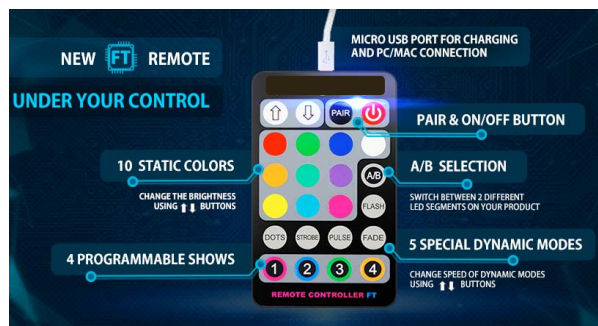 NEW FT REMOTE
UNDER YOUR CONTROL
MICRO USB PORT FOR CHARGING
AND PC/MAC CONNECTION
PAIR
PAIR & ON/OFF BUTTON
10 STATIC COLORS
CHANGE THE BRIGHTNESS
USING ⬆⬇ BUTTONS
A/B
A/B SELECTION
SWITCH BETWEEN 2 DIFFERENT
LED SEGMENTS ON YOUR PRODUCT
FLASH
DOTS STROBE PULSE FADE
5 SPECIAL DYNAMIC MODES
CHANGE SPEED OF DYNAMIC MODES
USING ⬆⬇ BUTTONS
4 PROGRAMMABLE SHOWS
1 2 3 4
REMOTE CONTROLLER FT